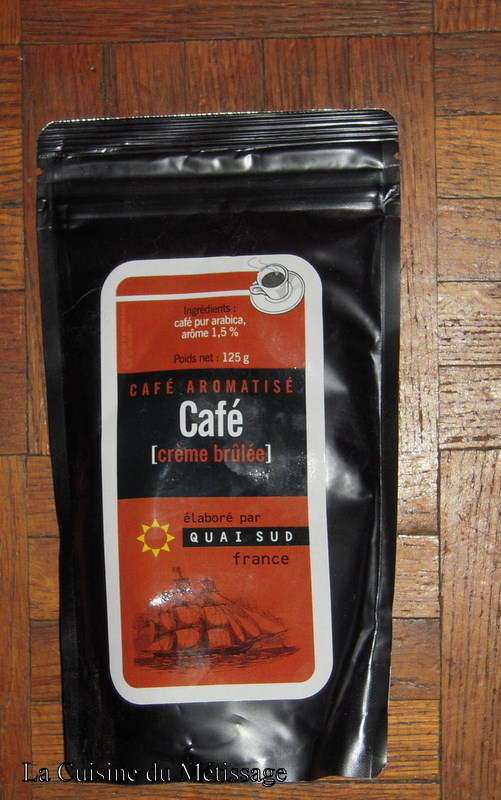 Ingrédients :
café pur arabica,
arôme 1,5 %
Poids net : 125 g
CAFÉ AROMATISÉ
Café
[crème brûlée]
élaboré par
QUAI SUD
france
La Cuisine du Métissage